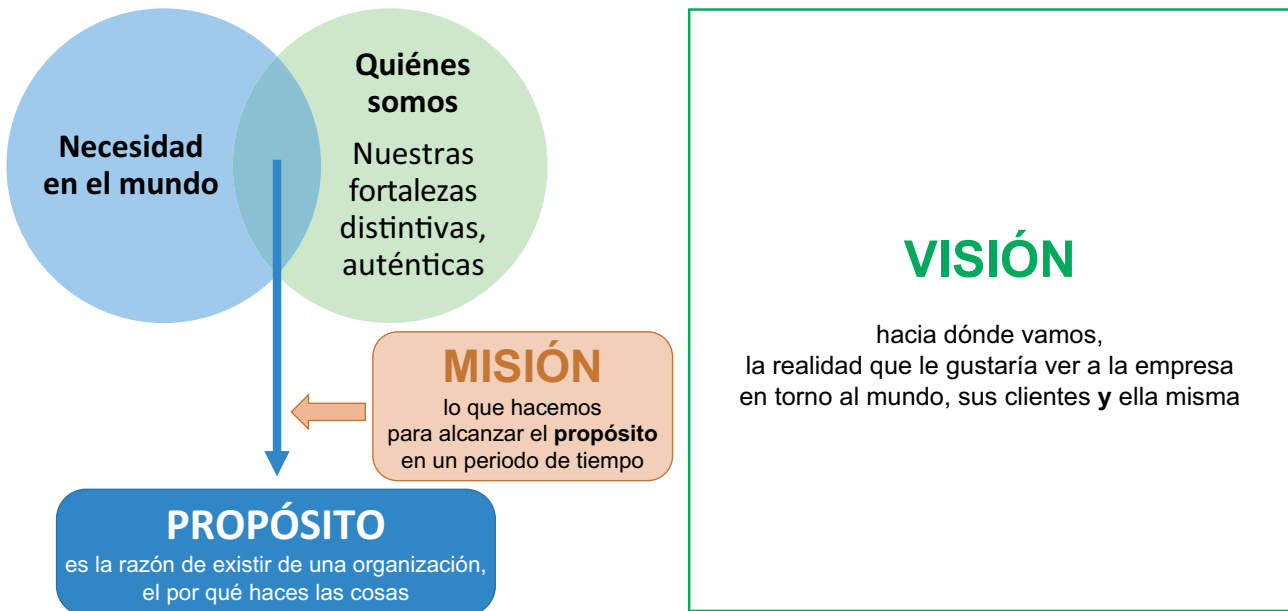 Necesidad
en el mundo
Quiénes
somos
Nuestras
fortalezas
distintivas,
auténticas
MISIÓN
lo que hacemos
para alcanzar el propósito
en un periodo de tiempo
PROPÓSITO
es la razón de existir de una organización,
el por qué haces las cosas
VISIÓN
hacia dónde vamos,
la realidad que le gustaría ver a la empresa
en torno al mundo, sus clientes y ella misma